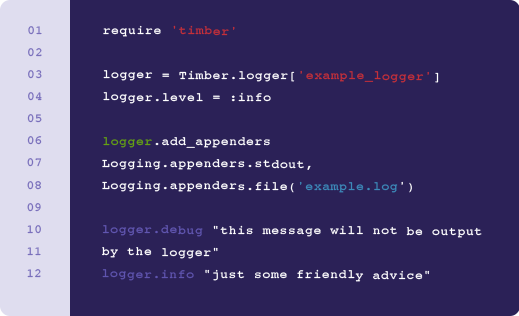 01 require 'timber'
02
03 logger = Timber.logger['example_logger']
04 logger.level = :info
05
06 logger.add_appenders
07 Logging.appenders.stdout,
08 Logging.appenders.file('example.log')
09
10 logger.debug "this message will not be output
11 by the logger"
12 logger.info "just some friendly advice"